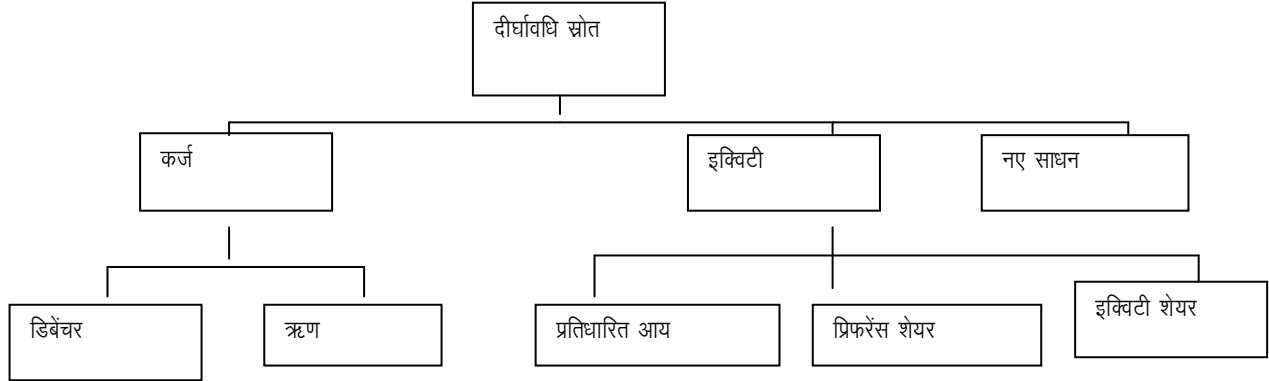 दीर्घावधि स्रोत
कर्ज
इक्विटी
नए साधन
डिबेंचर
ऋण
प्रतिधारित आय
प्रिफरेंस शेयर
इक्विटी शेयर